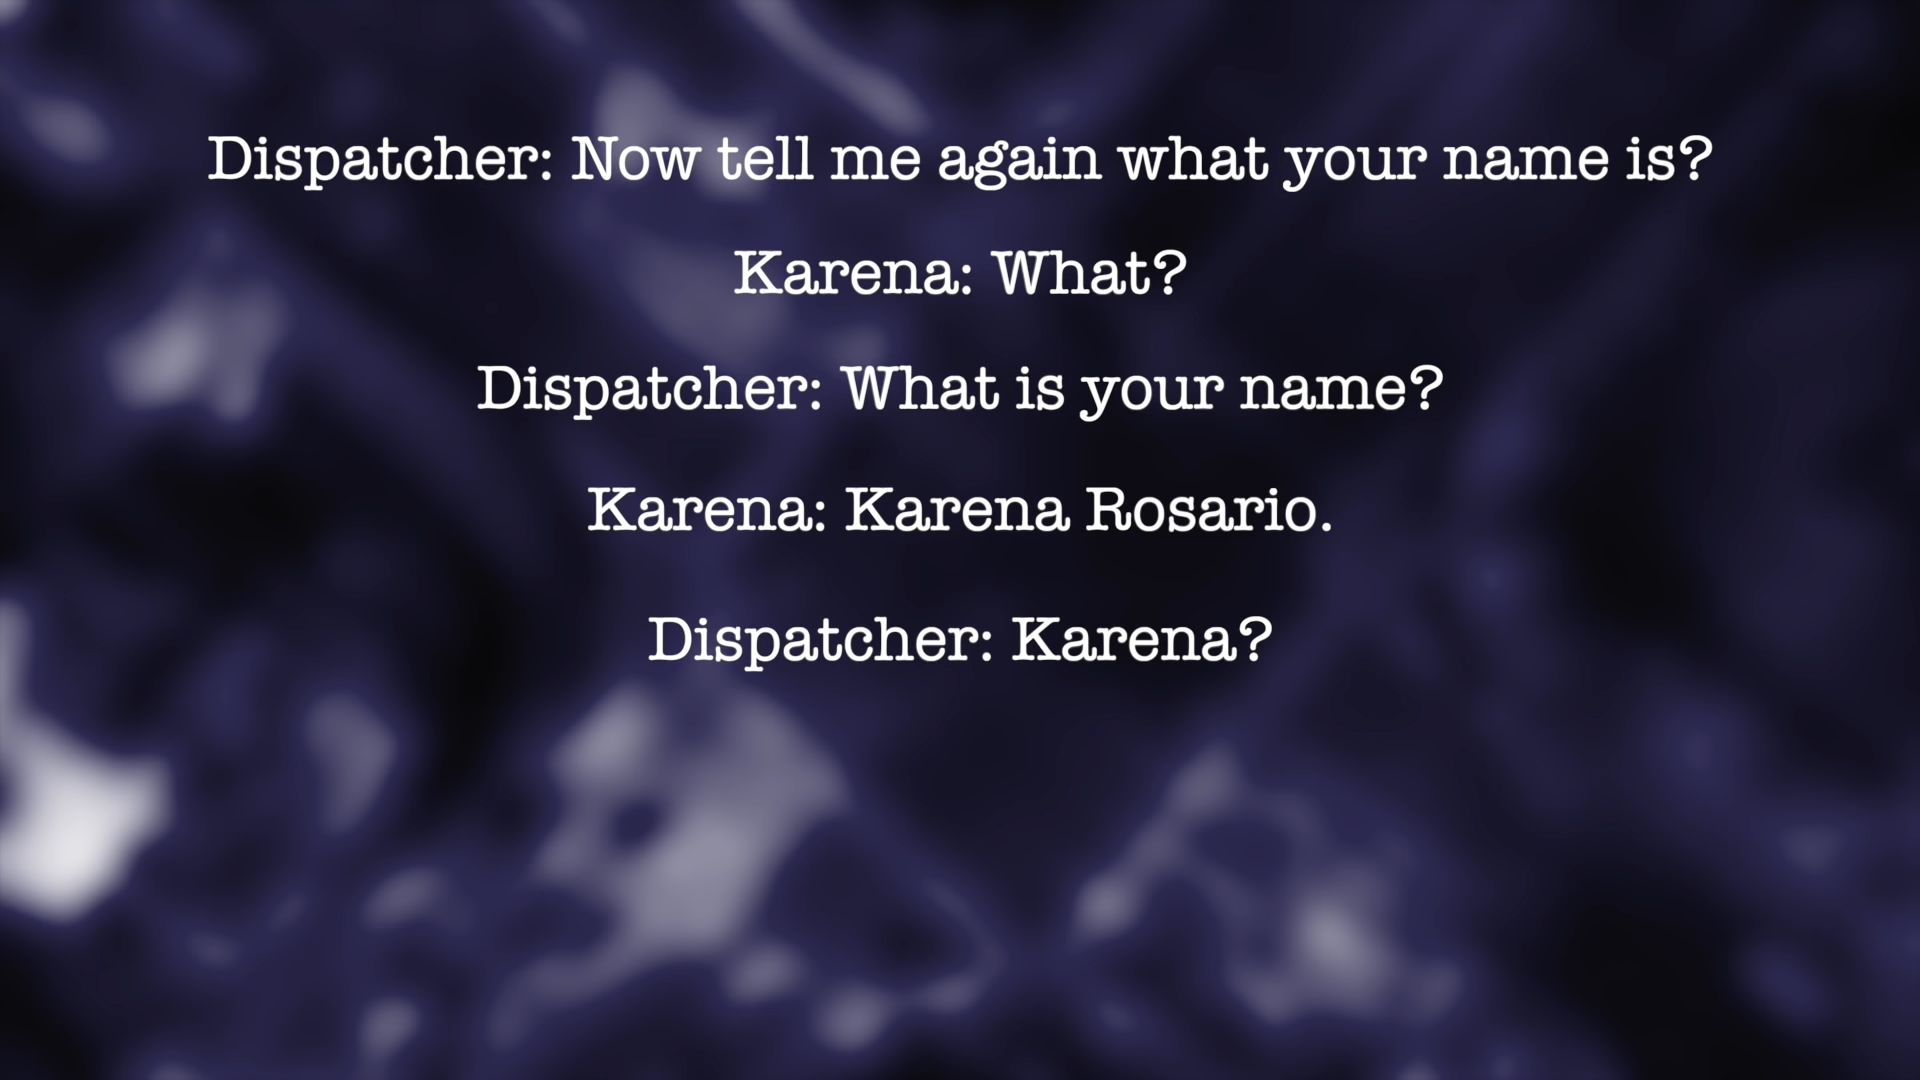 Dispatcher: Now tell me again what your name is?
Karena: What?
Dispatcher: What is your name?
Karena: Karena Rosario.
Dispatcher: Karena?